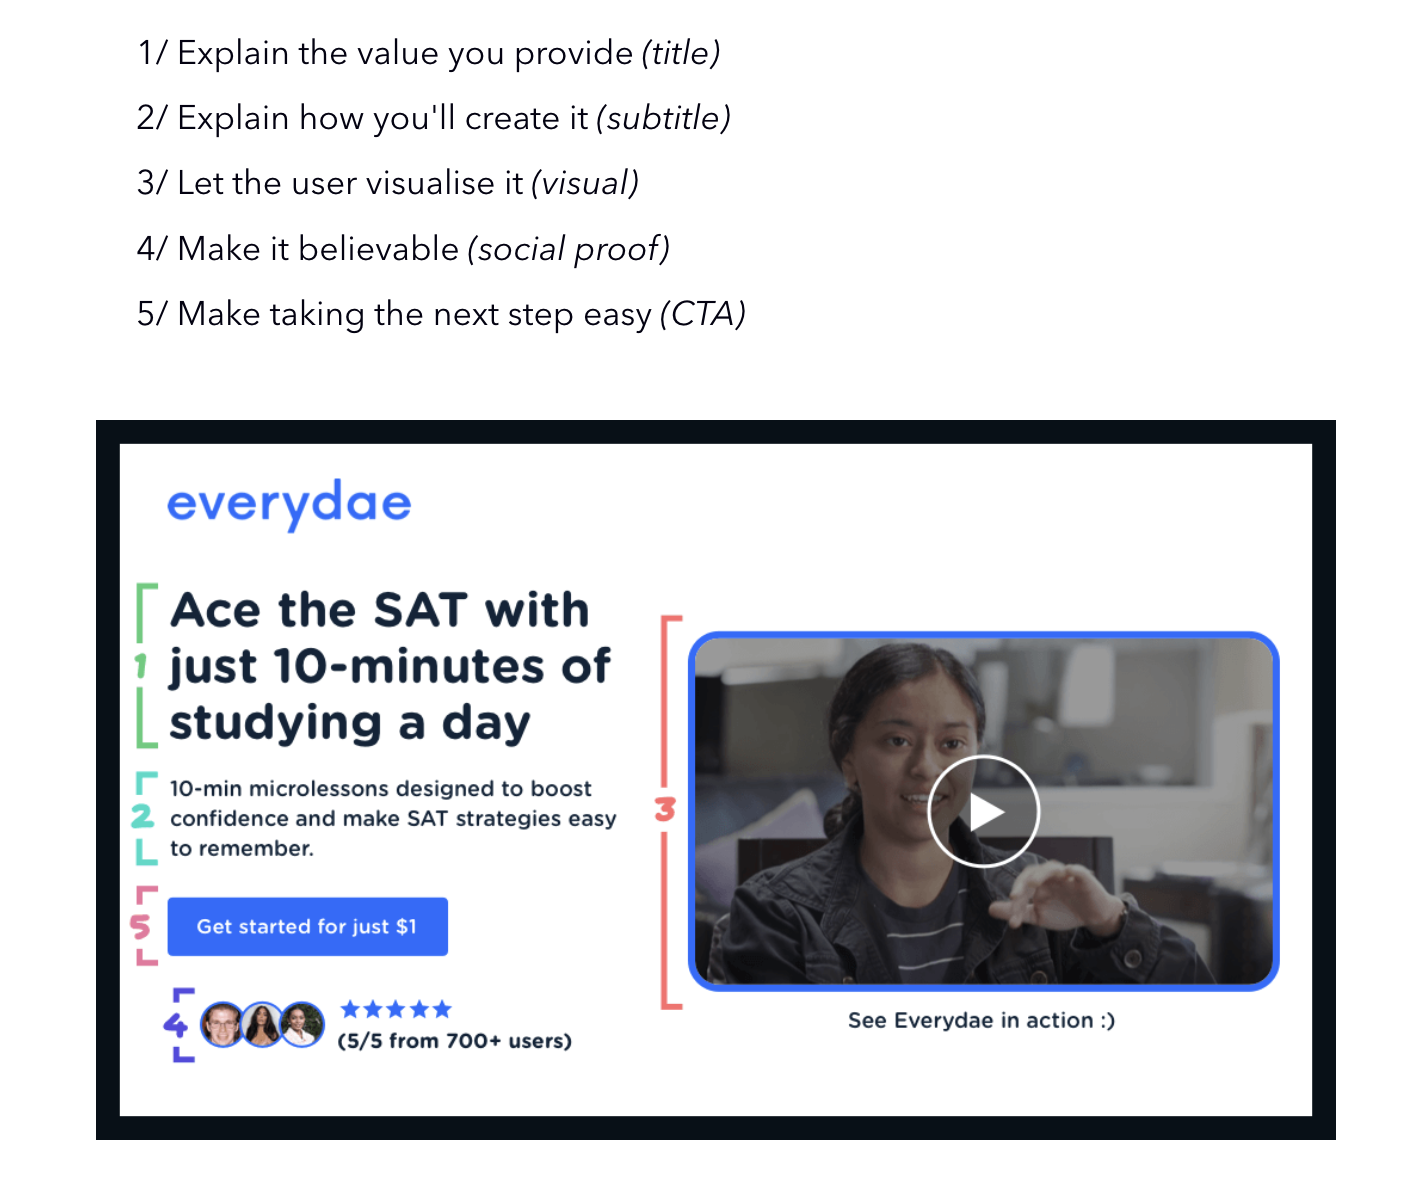 1/ Explain the value you provide (title)
2/ Explain how you'll create it (subtitle)
3/ Let the user visualise it (visual)
4/ Make it believable (social proof)
5/ Make taking the next step easy (CTA)
everydae
1
Ace the SAT with
just 10-minutes of
studying a day
2
10-min microlessons designed to boost
confidence and make SAT strategies easy
to remember.
5
Get started for just $1
4
(5/5 from 700+ users)
3
See Everydae in action :)